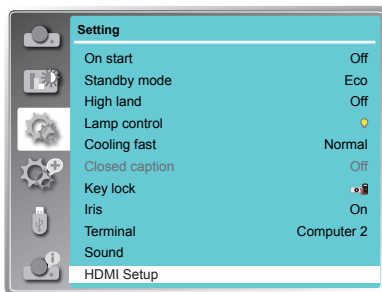 Setting
On start Off
Standby mode Eco
High land Off
Lamp control
Cooling fast Normal
Closed caption Off
Key lock
Iris On
Terminal Computer 2
Sound
HDMI Setup